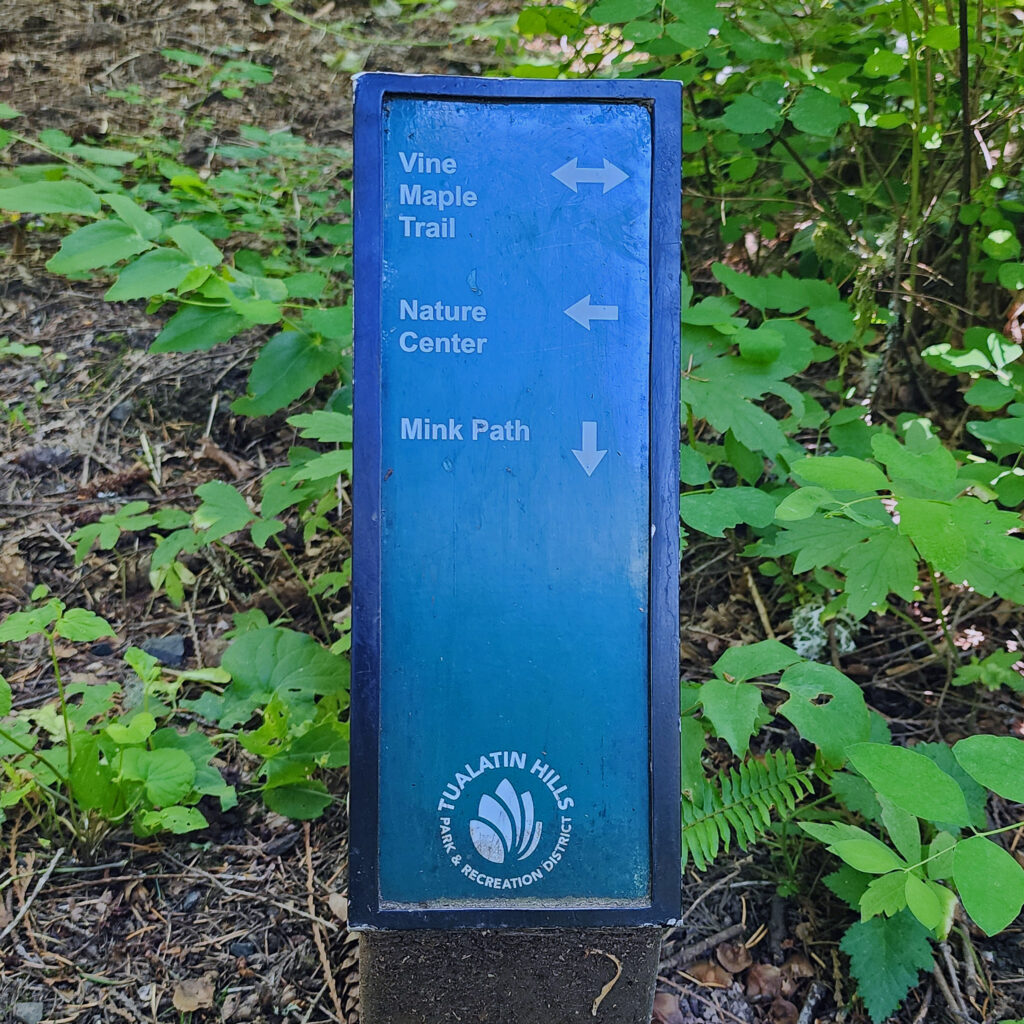 Vine
Maple
Trail
Nature
Center
Mink Path
TUALATIN HILLS
PARK & RECREATION DISTRICT